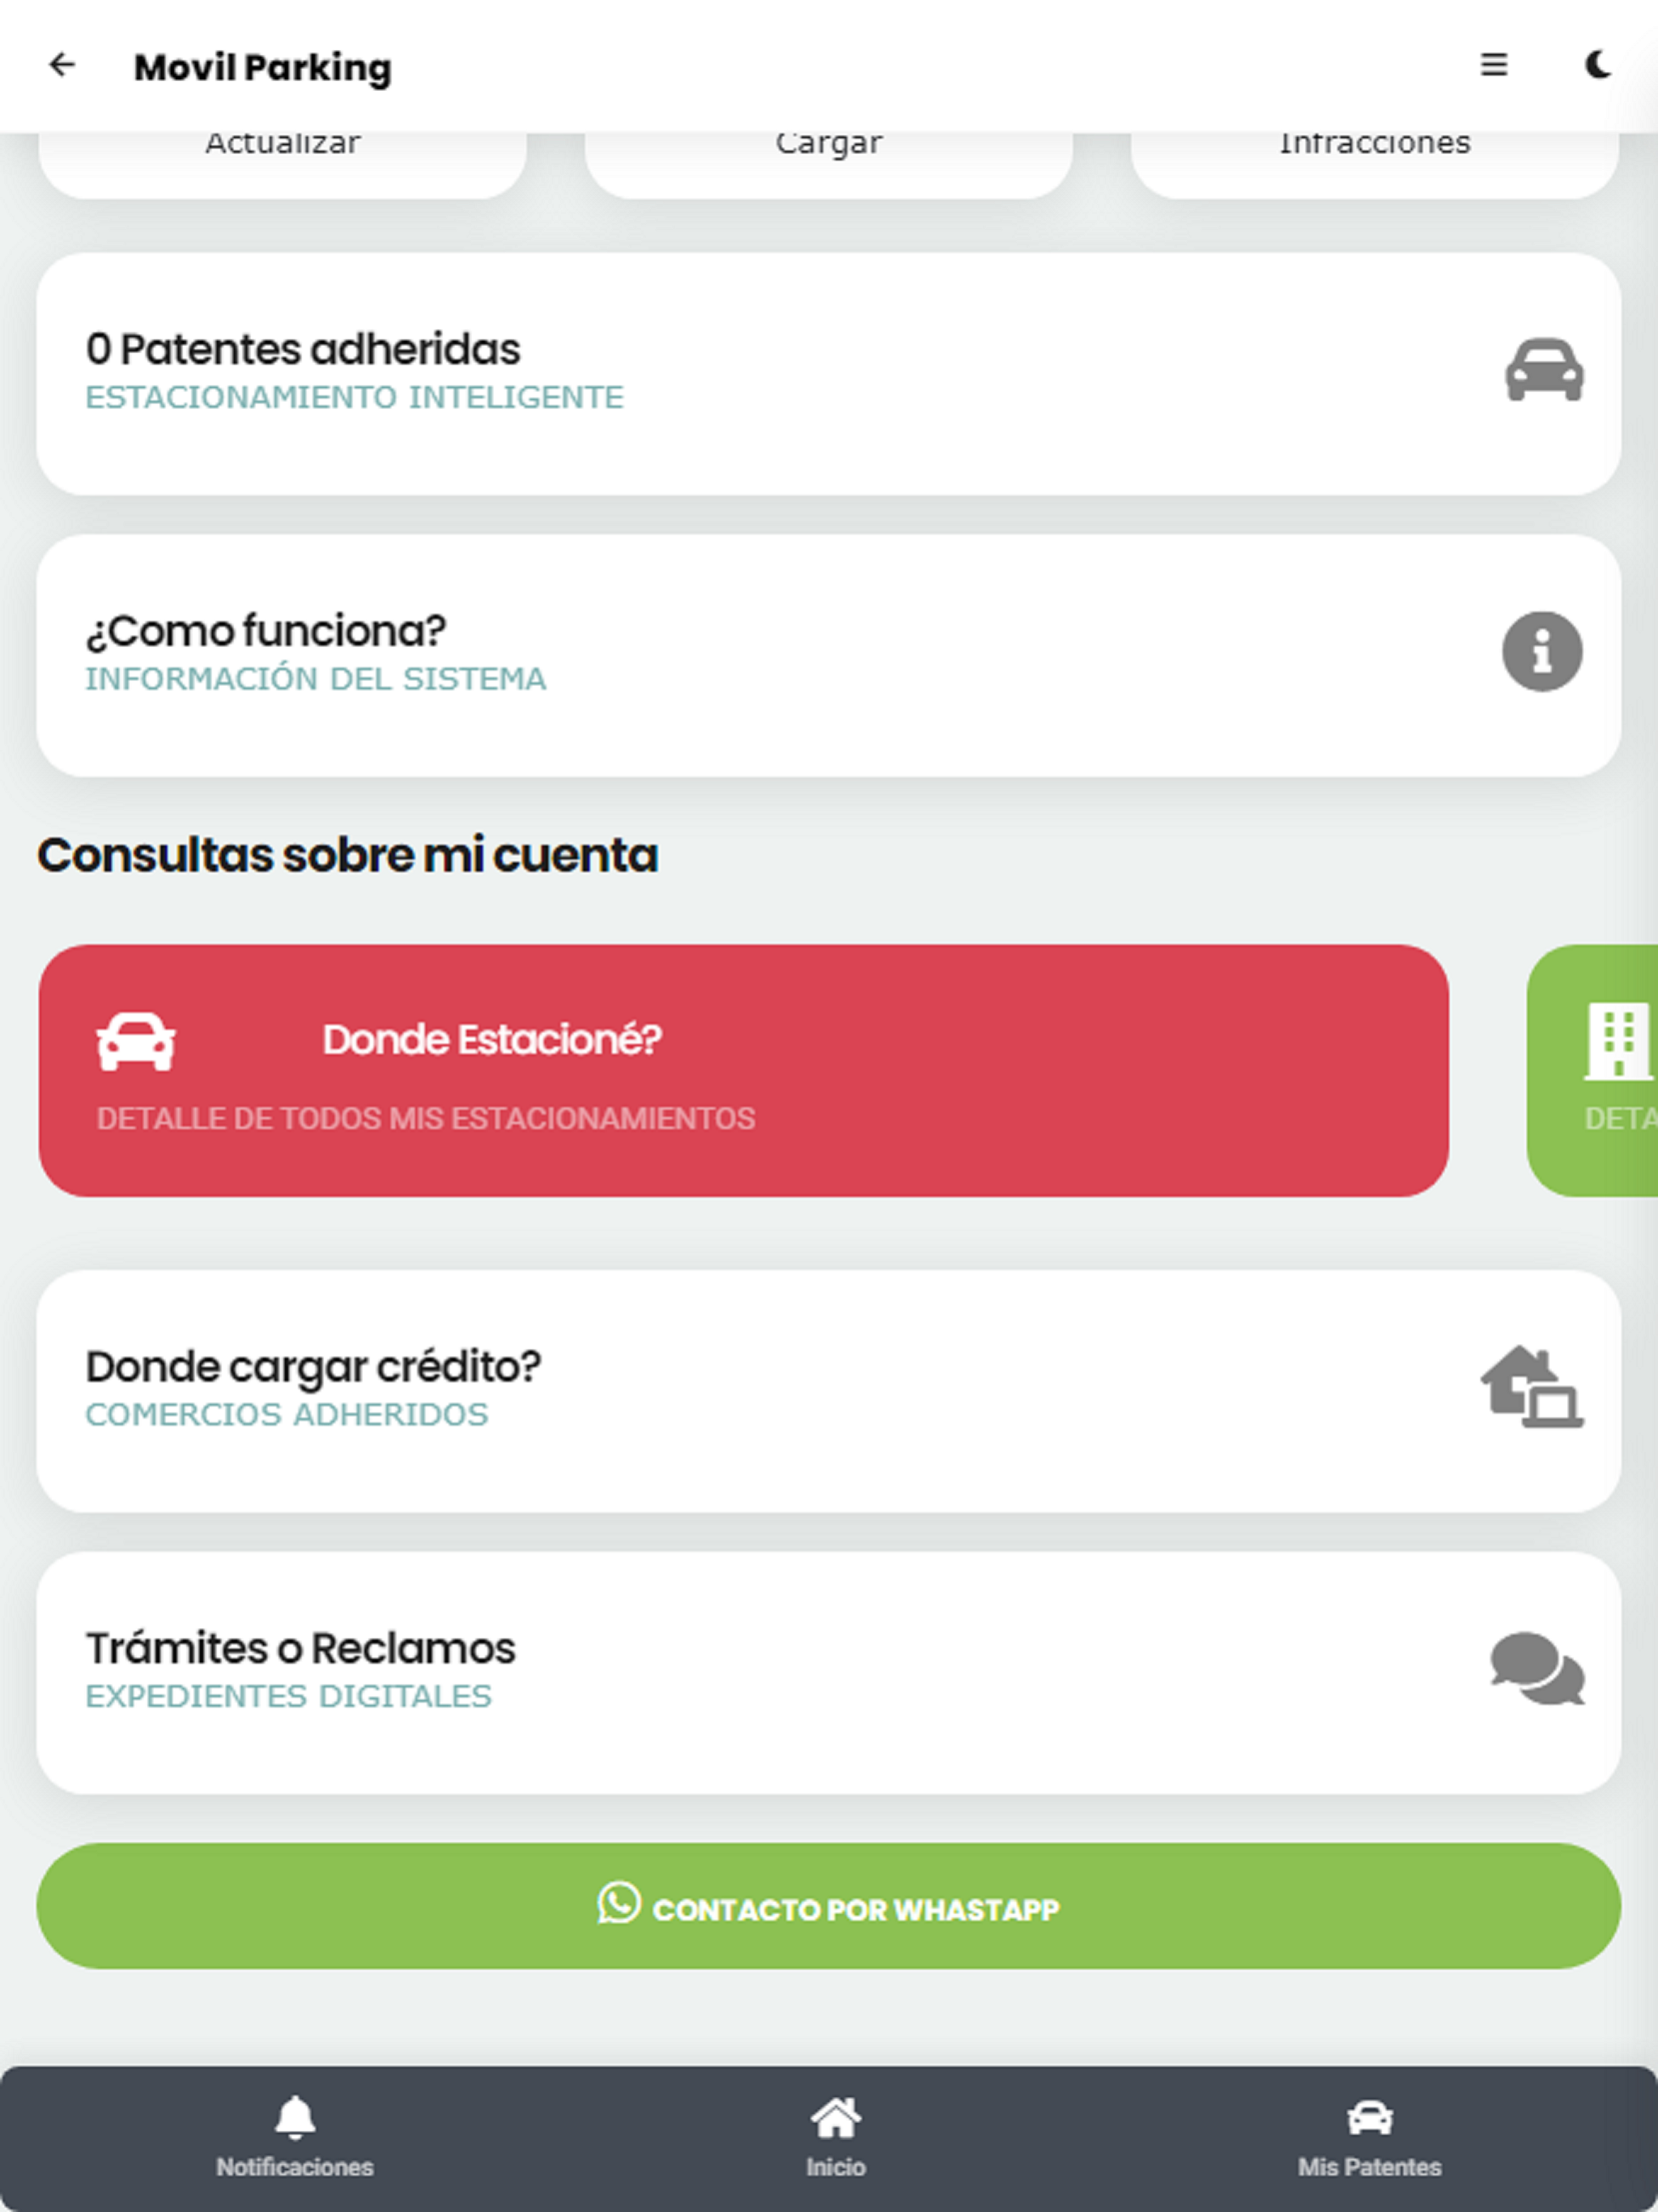 Movil Parking
Actualizar
Cargar
Infracciones
0 Patentes adheridas
ESTACIONAMIENTO INTELIGENTE
¿Como funciona?
INFORMACIÓN DEL SISTEMA
Consultas sobre mi cuenta
Donde Estacioné?
DETALLE DE TODOS MIS ESTACIONAMIENTOS
DETA
Donde cargar crédito?
COMERCIOS ADHERIDOS
Trámites o Reclamos
EXPEDIENTES DIGITALES
CONTACTO POR WHASTAPP
Notificaciones
Inicio
Mis Patentes